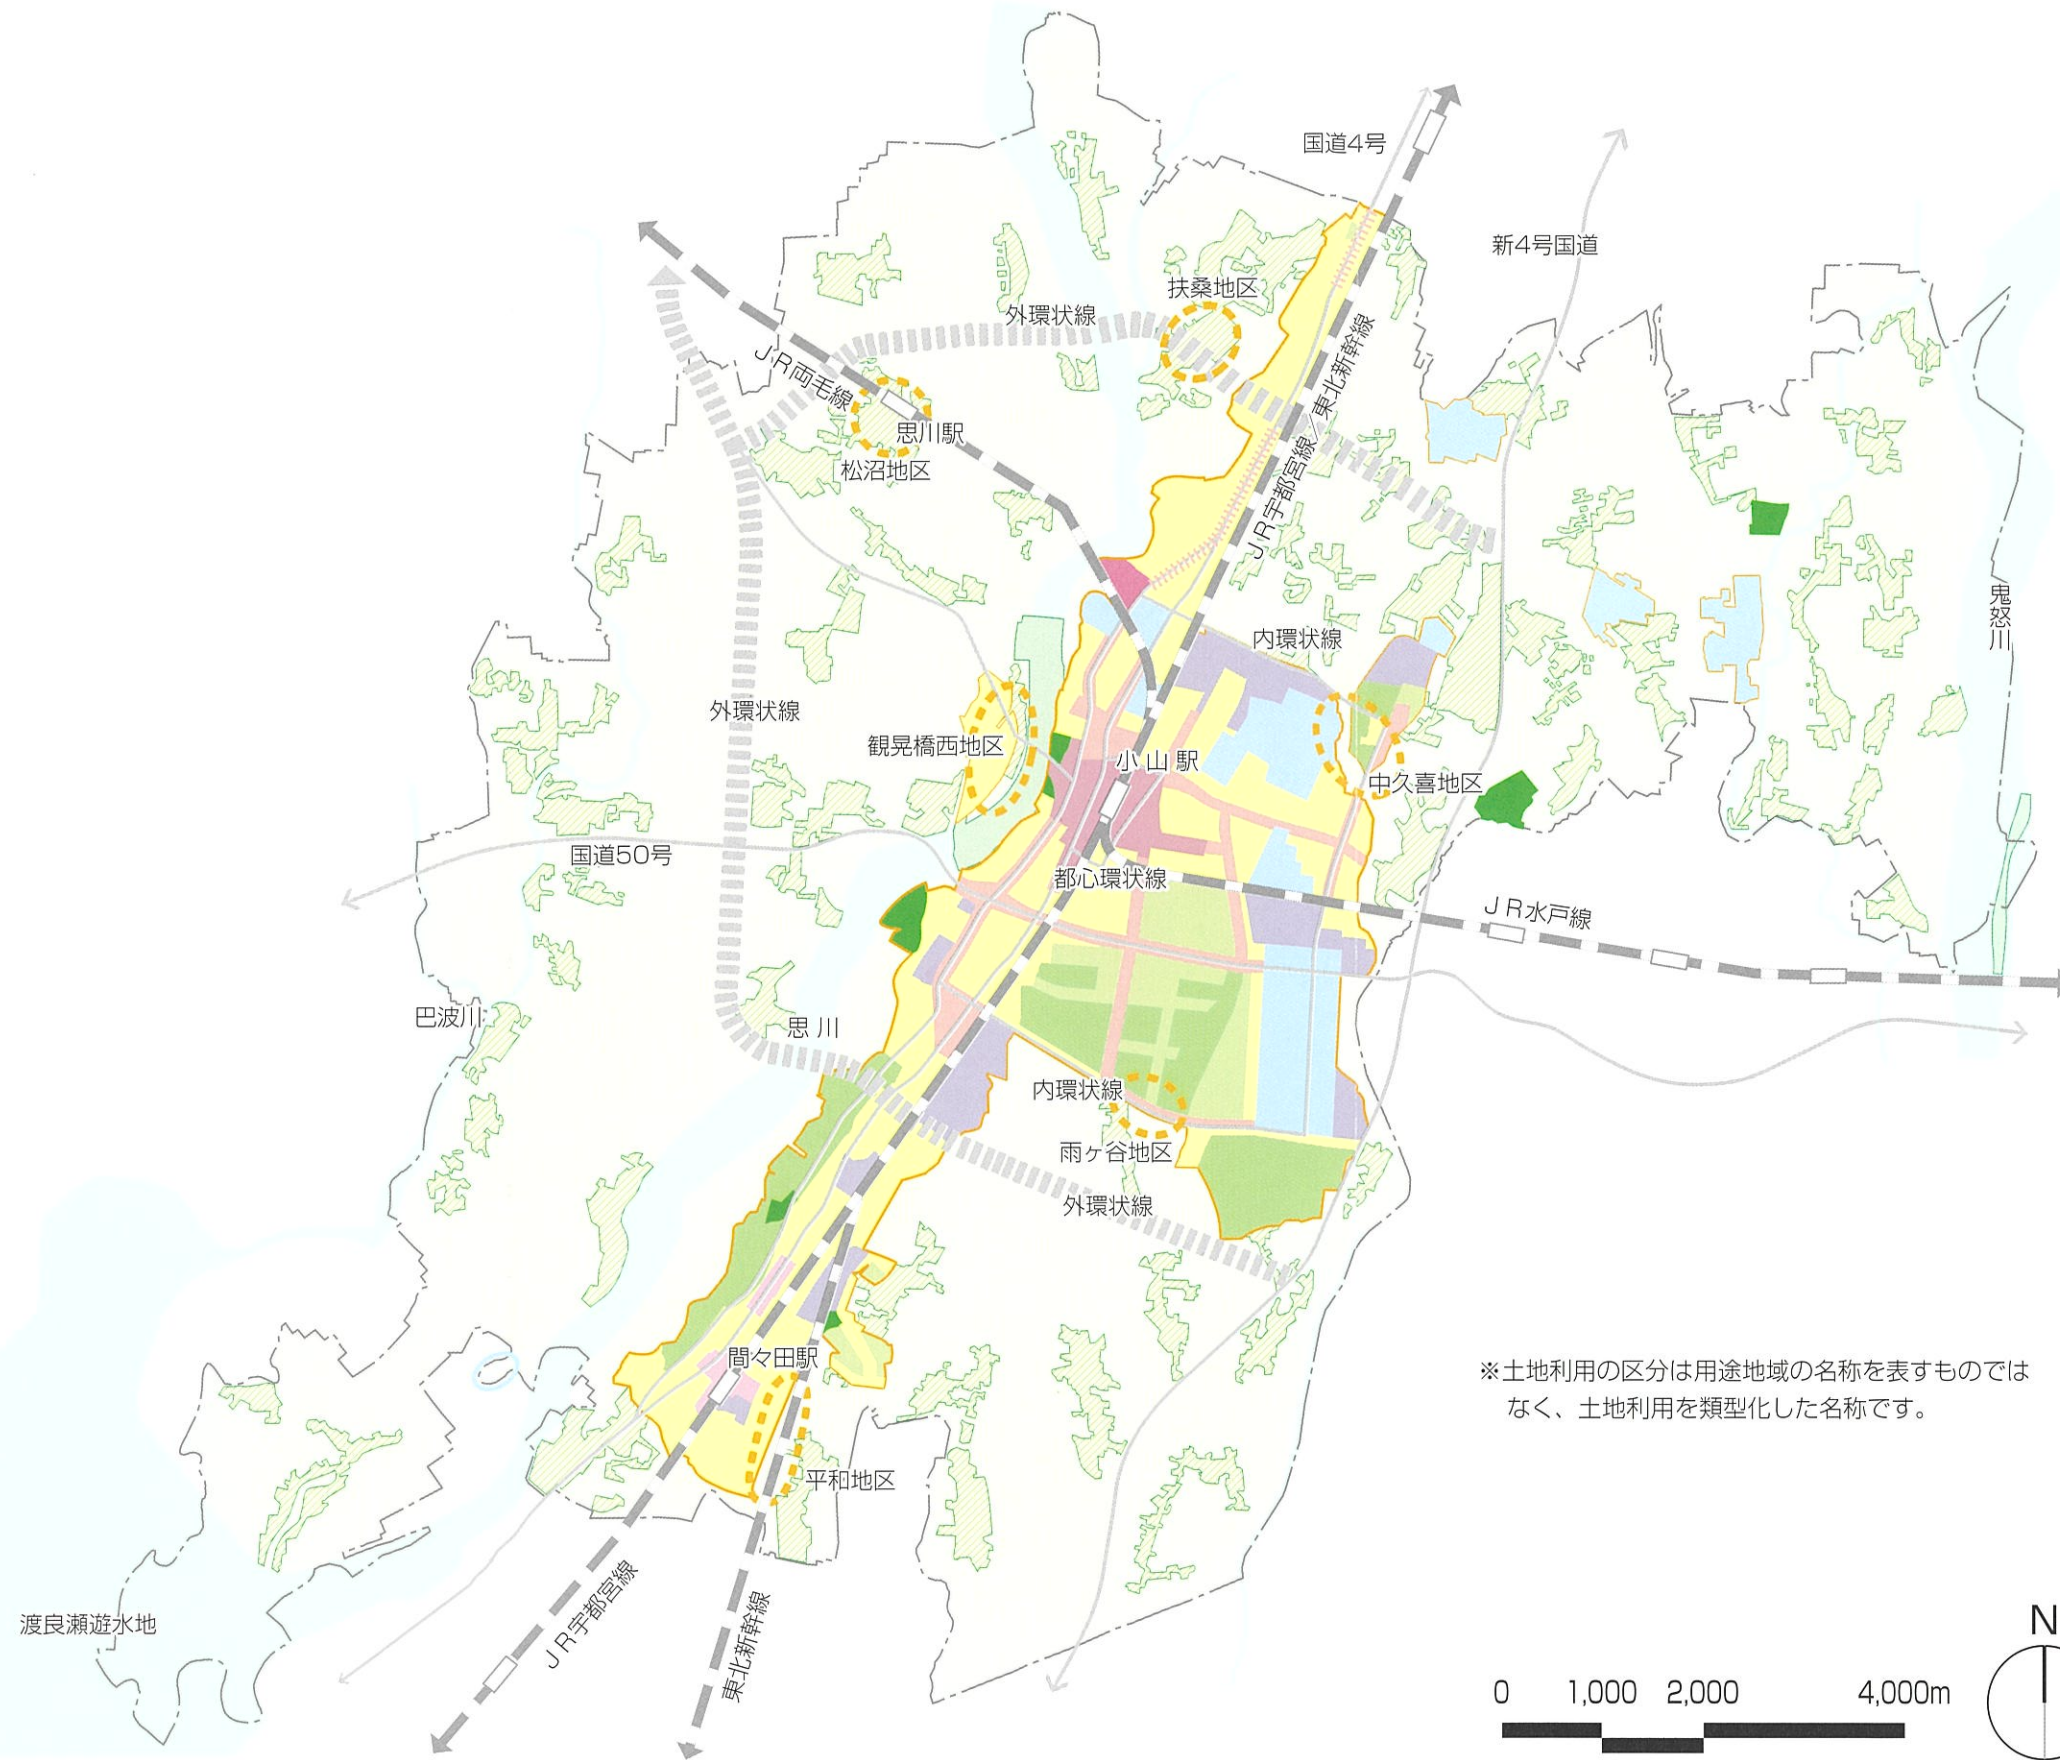 国道4号
新4号国道
扶桑地区
外環状線
JR両毛線
思川駅
松沼地区
JR宇都宮線／東北新幹線
鬼怒川
内環状線
外環状線
観晃橋西地区
小山駅
中久喜地区
国道50号
都心環状線
JR水戸線
巴波川
思川
内環状線
雨ヶ谷地区
外環状線
間々田駅
※土地利用の区分は用途地域の名称を表すものでは
なく、土地利用を類型化した名称です。
平和地区
渡良瀬遊水地
JR宇都宮線
東北新幹線
N
0 1,000 2,000 4,000m